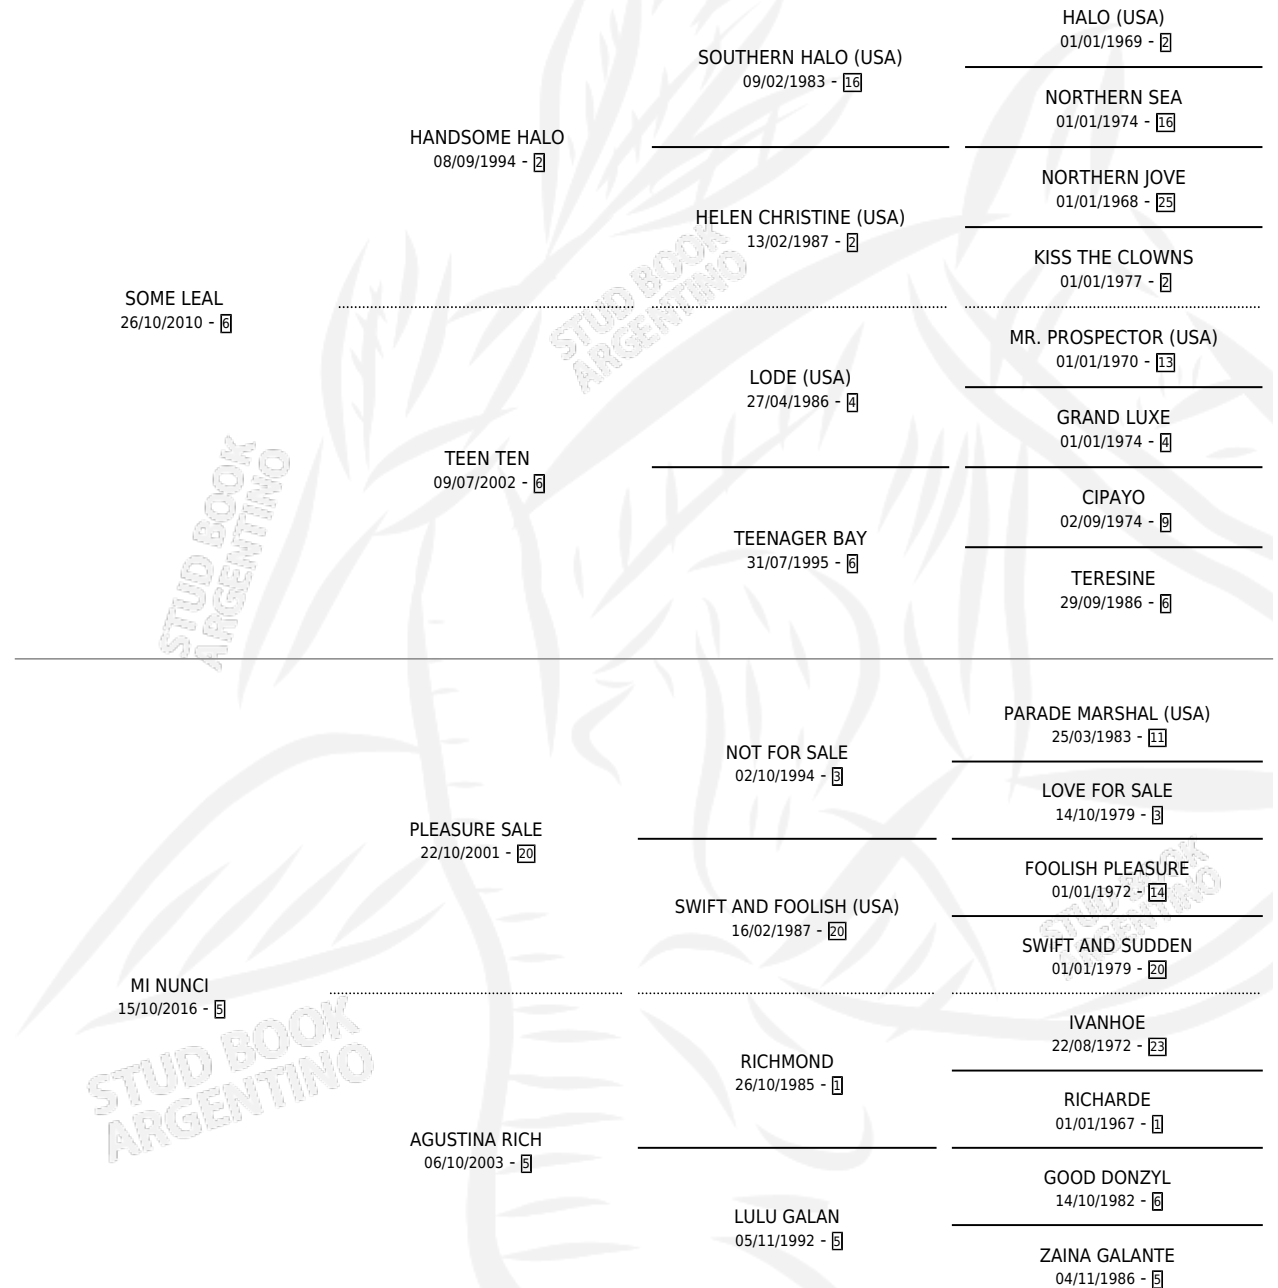 HALO (USA)
01/01/1969 - 2
SOUTHERN HALO (USA)
09/02/1983 - 16
NORTHERN SEA
01/01/1974 - 16
HANDSOME HALO
08/09/1994 - 2
NORTHERN JOVE
01/01/1968 - 25
HELEN CHRISTINE (USA)
13/02/1987 - 2
KISS THE CLOWNS
01/01/1977 - 2
SOME LEAL
26/10/2010 - 6
MR. PROSPECTOR (USA)
01/01/1970 - 13
LODE (USA)
27/04/1986 - 4
GRAND LUXE
01/01/1974 - 4
TEEN TEN
09/07/2002 - 6
CIPAYO
02/09/1974 - 9
TEENAGER BAY
31/07/1995 - 6
TERESINE
29/09/1986 - 6
PARADE MARSHAL (USA)
25/03/1983 - 11
NOT FOR SALE
02/10/1994 - 3
LOVE FOR SALE
14/10/1979 - 3
PLEASURE SALE
22/10/2001 - 20
FOOLISH PLEASURE
01/01/1972 - 14
SWIFT AND FOOLISH (USA)
16/02/1987 - 20
SWIFT AND SUDDEN
01/01/1979 - 20
MI NUNCI
15/10/2016 - 5
IVANHOE
22/08/1972 - 23
RICHMOND
26/10/1985 - 1
RICHARDE
01/01/1967 - 1
AGUSTINA RICH
06/10/2003 - 5
GOOD DONZYL
14/10/1982 - 6
LULU GALAN
05/11/1992 - 5
ZAINA GALANTE
04/11/1986 - 5
STUD BOOK
ARGENTINO
STUD BOOK
ARGENTINO
STUD BOOK
ARGENTINO
STUD BOOK
ARGENTINO